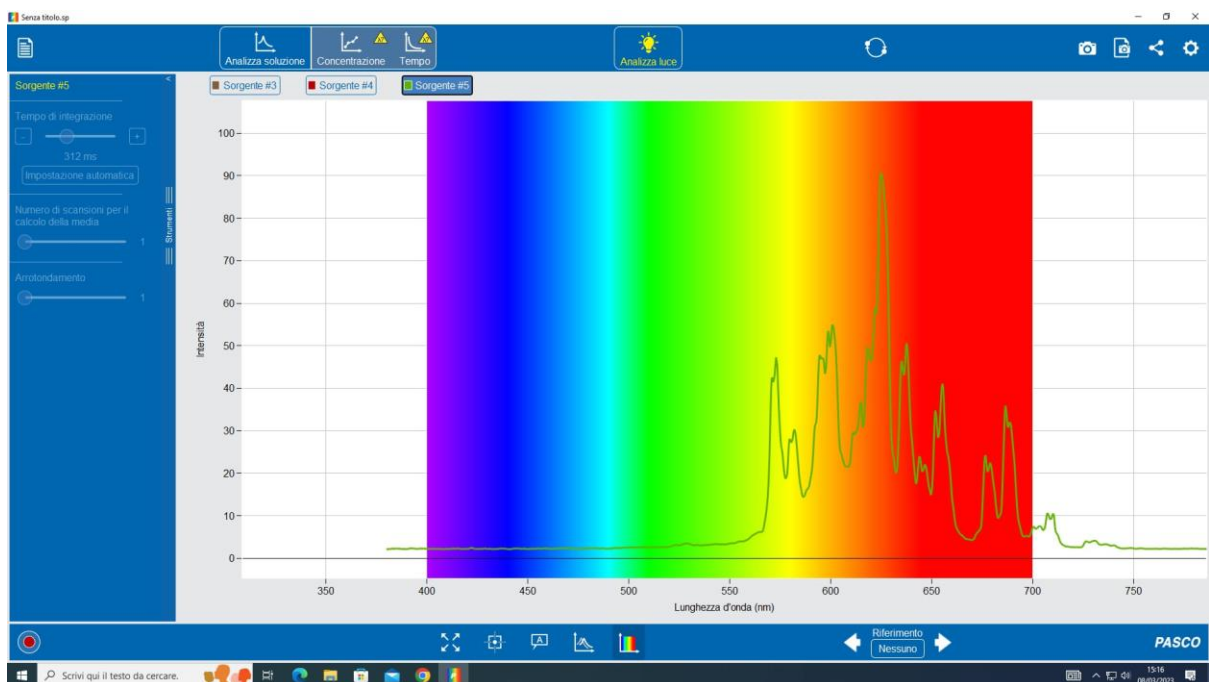 Senza titolo.sp
Analizza soluzione
Concentrazione
Tempo
Analizza luce
Sorgente #5
<
Sorgente #3
Sorgente #4
Sorgente #5
Tempo di integrazione
-
+
312 ms
Impostazione automatica
Numero di scansioni per il
calcolo della media
1
Arrotondamento
1
Strumenti
Intensità
100
90
80
70
60
50
40
30
20
10
0
350
400
450
500
550
600
650
700
750
Lunghezza d'onda (nm)
A
Riferimento
Nessuno
PASCO
Scrivi qui il testo da cercare.
15:16
08/03/2023